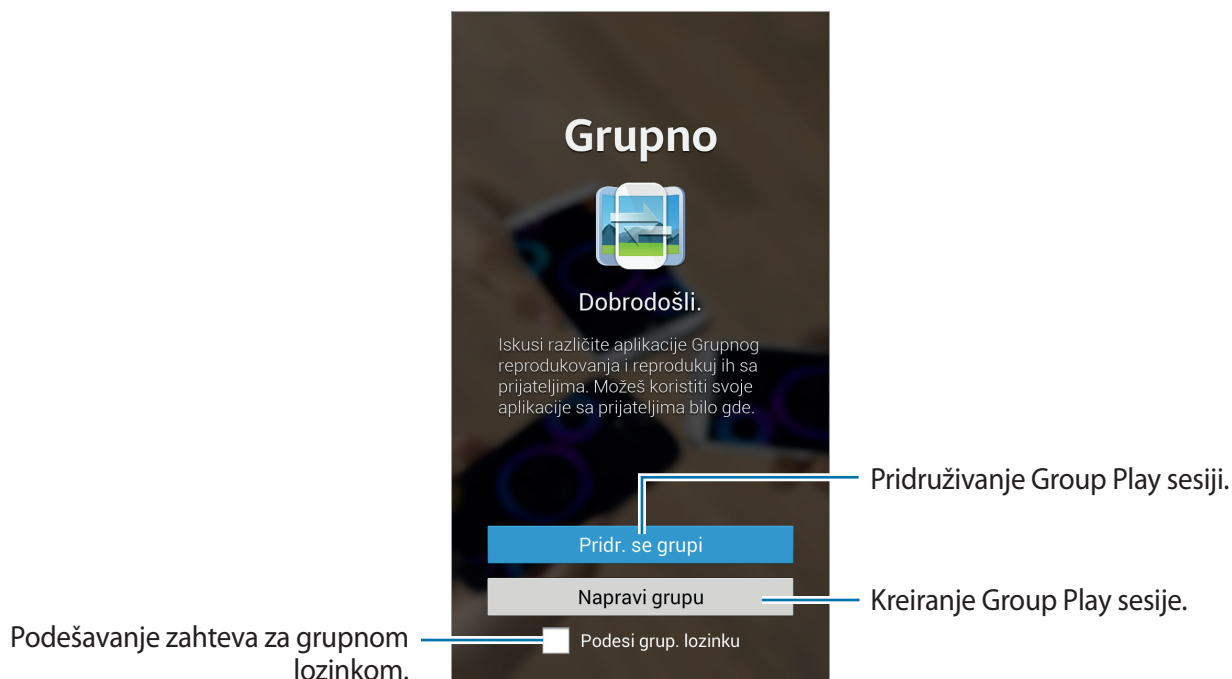 Grupno
Dobrodošli.
Iskusi različite aplikacije Grupnog
reprodukovanja i reprodukuj ih sa
prijateljima. Možeš koristiti svoje
aplikacije sa prijateljima bilo gde.
Pridruživanje Group Play sesiji.
Pridr. se grupi
Napravi grupu
Kreiranje Group Play sesije.
Podešavanje zahteva za grupnom
lozinkom.
Podesi grup. lozinku